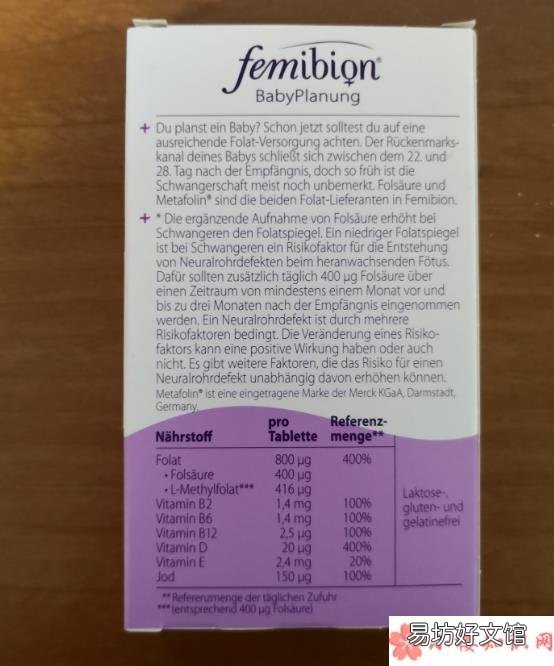 femibion®
BabyPlanung
+ Du planst ein Baby? Schon jetzt solltest du auf eine
ausreichende Folat-Versorgung achten. Der Rückenmarks-
kanal deines Babys schließt sich zwischen dem 22. und
28. Tag nach der Empfängnis, doch so früh ist die
Schwangerschaft meist noch unbemerkt. Folsäure und
Metafolin® sind die beiden Folat-Lieferanten in Femibion.
+ * Die ergänzende Aufnahme von Folsäure erhöht bei
Schwangeren den Folatspiegel. Ein niedriger Folatspiegel
ist bei Schwangeren ein Risikofaktor für die Entstehung
von Neuralrohrdefekten beim heranwachsenden Fötus.
Dafür sollten zusätzlich täglich 400 µg Folsäure über
einen Zeitraum von mindestens einem Monat vor und
bis zu drei Monaten nach der Empfängnis eingenommen
werden. Ein Neuralrohrdefekt ist durch mehrere
Risikofaktoren bedingt. Die Veränderung eines Risiko-
faktors kann eine positive Wirkung haben oder auch
nicht. Es gibt weitere Faktoren, die das Risiko für einen
Neuralrohrdefekt unabhängig davon erhöhen können.
Metafolin® ist eine eingetragene Marke der Merck KGaA, Darmstadt,
Germany.
Nährstoff pro Tablette Referenz-menge**
Folat 800 µg 400%
• Folsäure 400 µg
• L-Methylfolat*** 416 µg
Vitamin B2 1,4 mg 100%
Vitamin B6 1,4 mg 100%
Vitamin B12 2,5 µg 100%
Vitamin D 20 µg 400%
Vitamin E 2,4 mg 20%
Jod 150 µg 100%
Laktose-,
gluten- und
gelatinefrei
** Referenzmenge der täglichen Zufuhr
*** (entsprechend 400 µg Folsäure)
易坊好文馆
网